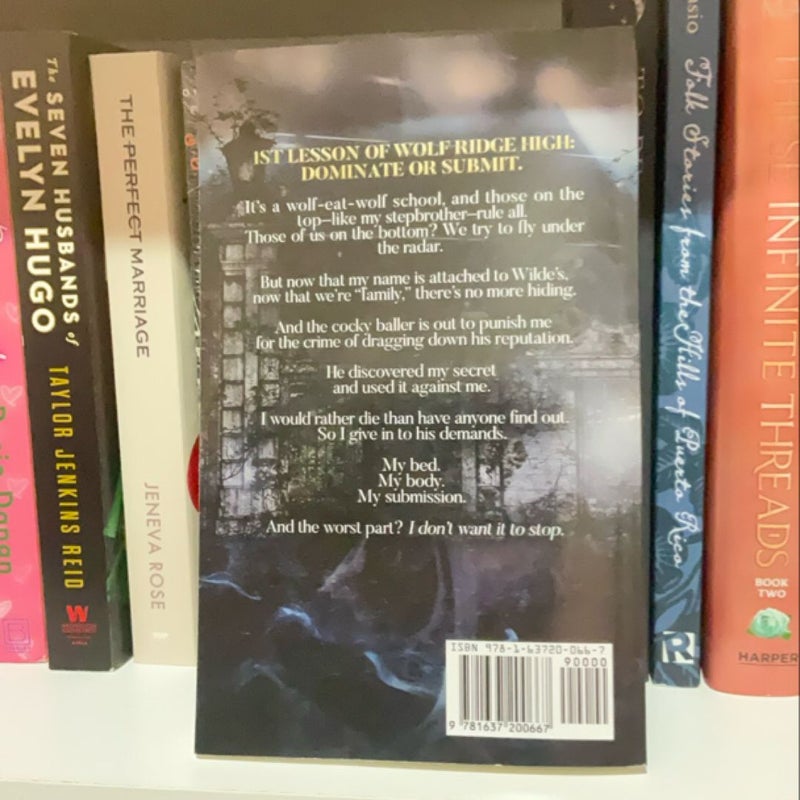 The SEVEN HUSBANDS of
EVELYN HUGO
TAYLOR JENKINS REID
W
THE PERFECT MARRIAGE
JENEVA ROSE
1ST LESSON OF WOLF RIDGE HIGH:
DOMINATE OR SUBMIT.
It's a wolf-eat-wolf school, and those on the
top—like my stepbrother—rule all.
Those of us on the bottom? We try to fly under
the radar.
But now that my name is attached to Wilde's,
now that we're "family," there's no more hiding.
And the cocky baller is out to punish me
for the crime of dragging down his reputation.
He discovered my secret
and used it against me.
I would rather die than have anyone find out.
So I give in to his demands.
My bed.
My body.
My submission.
And the worst part? I don't want it to stop.
ISBN 978-1-63720-066-7
90000
9 781637 200667
Folk Stories from the Hills of Puerto Rico
R
INFINITE THREADS
BOOK
TWO
HARPER